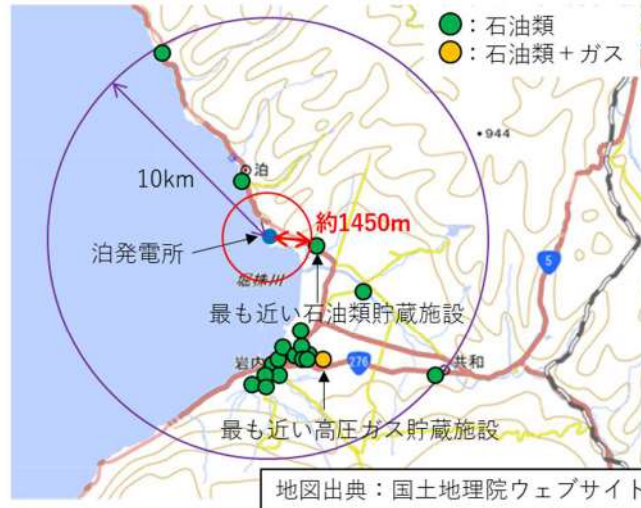 ：石油類
：石油類＋ガス
・944
泊
10km
約1450m
泊発電所
堀株川
5
最も近い石油類貯蔵施設
岩内
276
共和
最も近い高圧ガス貯蔵施設
地図出典：国土地理院ウェブサイト